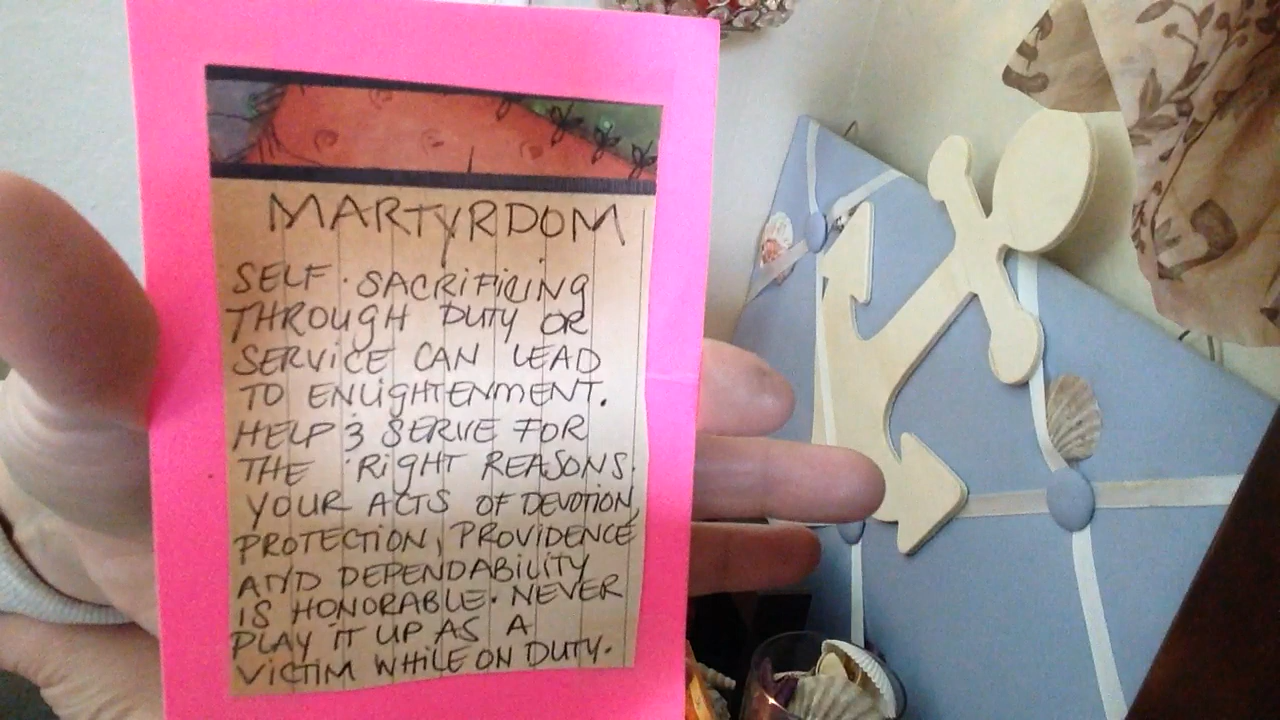 MARTYRDOM
SELF-SACRIFICING
THROUGH DUTY OR
SERVICE CAN LEAD
TO ENLIGHTENMENT.
HELP & SERVE FOR
THE RIGHT REASONS.
YOUR ACTS OF DEVOTION,
PROTECTION, PROVIDENCE
AND DEPENDABILITY
IS HONORABLE. NEVER
PLAY IT UP AS A
VICTIM WHILE ON DUTY.